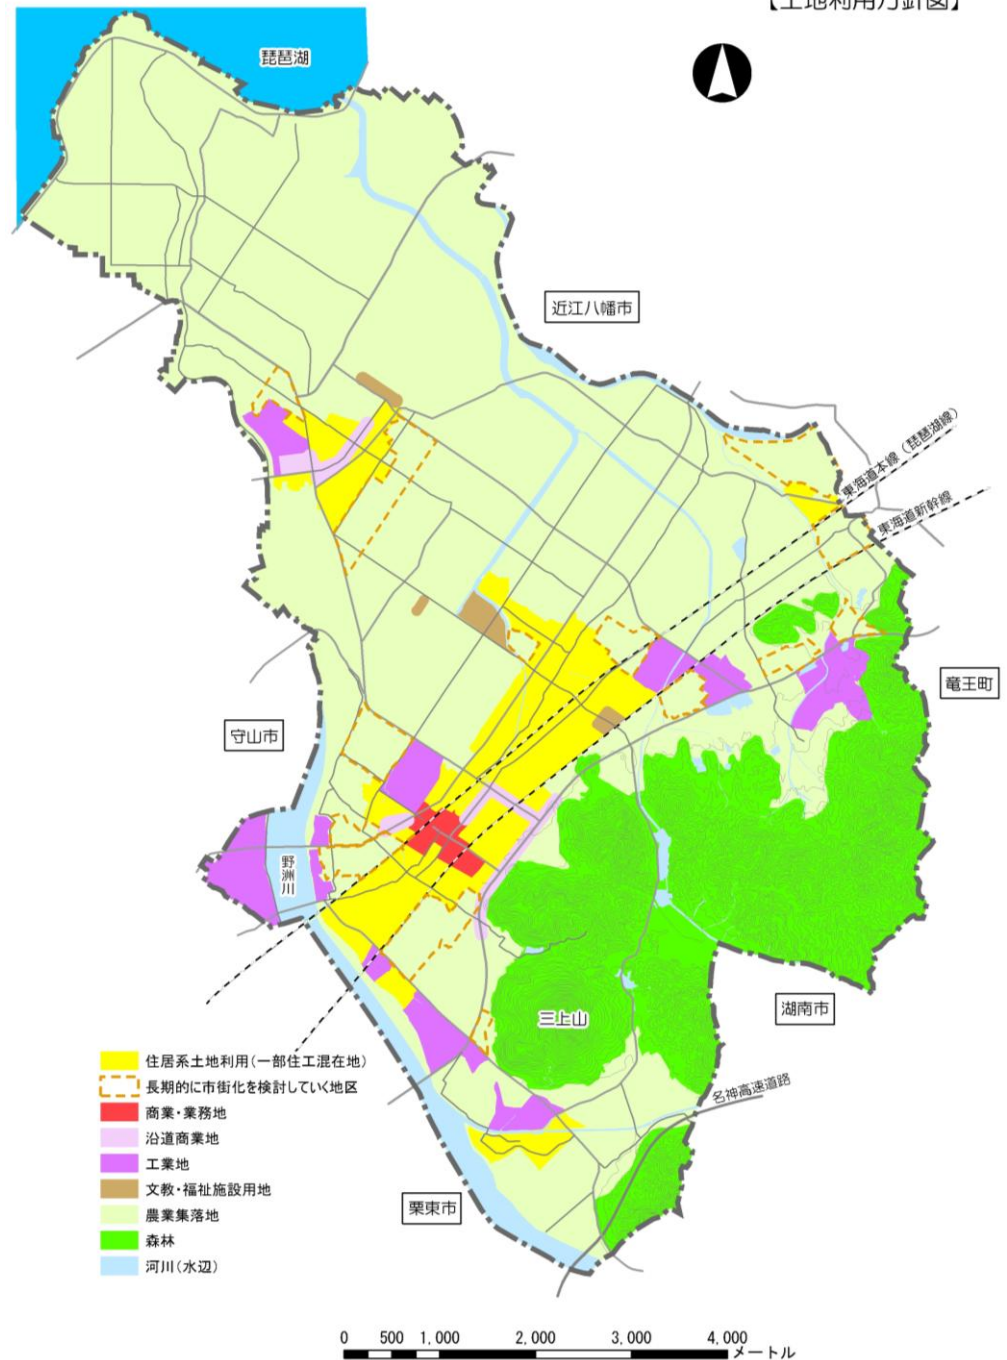 【土地利用方針図】
琵琶湖
近江八幡市
東海道本線（琵琶湖線）
東海道新幹線
竜王町
守山市
野洲川
湖南市
三上山
名神高速道路
栗東市
住居系土地利用(一部住工混在地)
長期的に市街化を検討していく地区
商業・業務地
沿道商業地
工業地
文教・福祉施設用地
農業集落地
森林
河川(水辺)
0 500 1,000 2,000 3,000 4,000
メートル